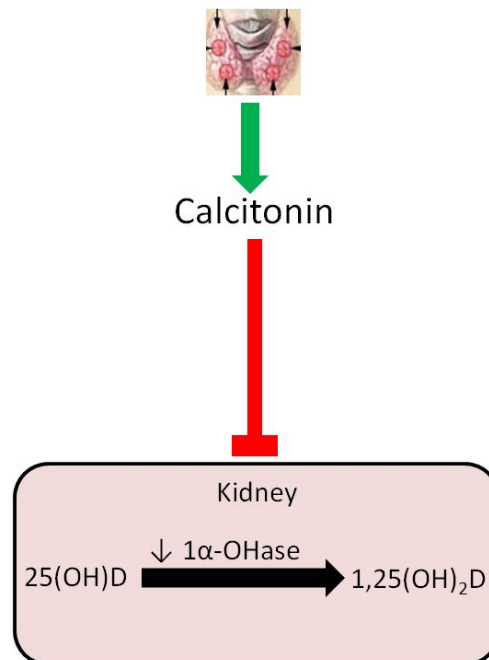 Calcitonin
Kidney
↓ 1α-OHase
25(OH)D
1,25(OH)₂D